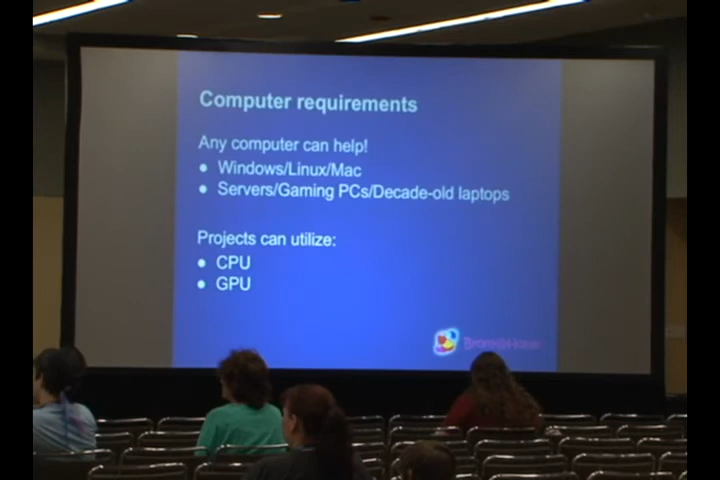 Computer requirements
Any computer can help!
● Windows/Linux/Mac
● Servers/Gaming PCs/Decade-old laptops
Projects can utilize:
● CPU
● GPU